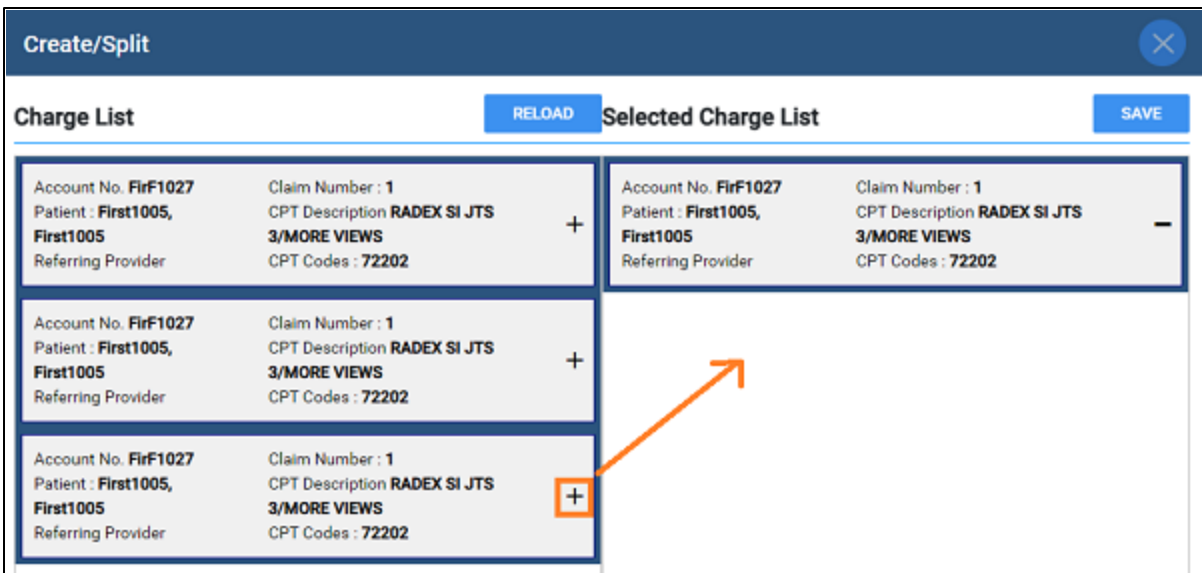 Create/Split
Charge List
RELOAD
Selected Charge List
SAVE
Account No. FirF1027
Patient : First1005,
First1005
Referring Provider
Claim Number : 1
CPT Description RADEX SI JTS
3/MORE VIEWS
CPT Codes : 72202
+
Account No. FirF1027
Patient : First1005,
First1005
Referring Provider
Claim Number : 1
CPT Description RADEX SI JTS
3/MORE VIEWS
CPT Codes : 72202
+
Account No. FirF1027
Patient : First1005,
First1005
Referring Provider
Claim Number : 1
CPT Description RADEX SI JTS
3/MORE VIEWS
CPT Codes : 72202
+
Account No. FirF1027
Patient : First1005,
First1005
Referring Provider
Claim Number : 1
CPT Description RADEX SI JTS
3/MORE VIEWS
CPT Codes : 72202
-